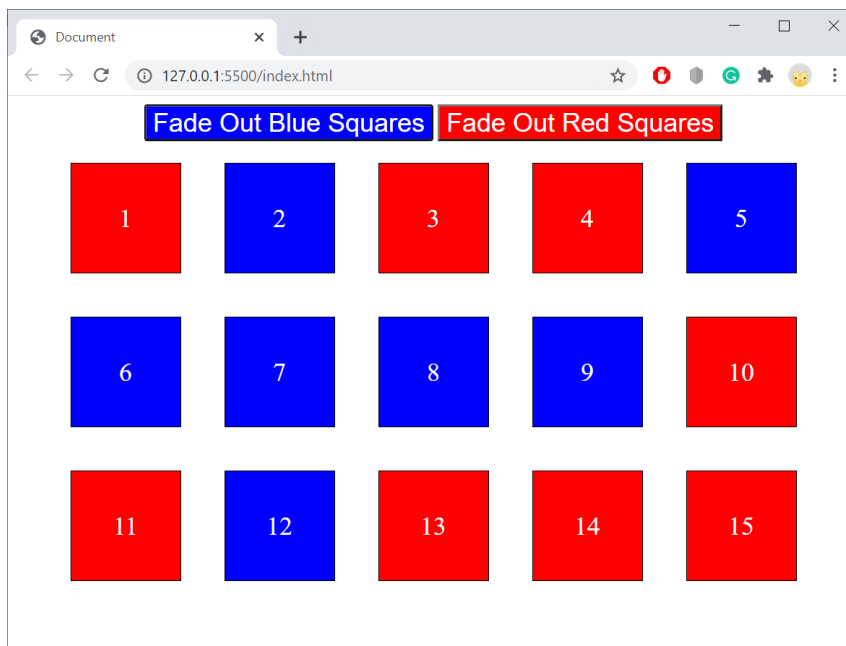 Document
127.0.0.1:5500/index.html
Fade Out Blue Squares Fade Out Red Squares
1 2 3 4 5
6 7 8 9 10
11 12 13 14 15